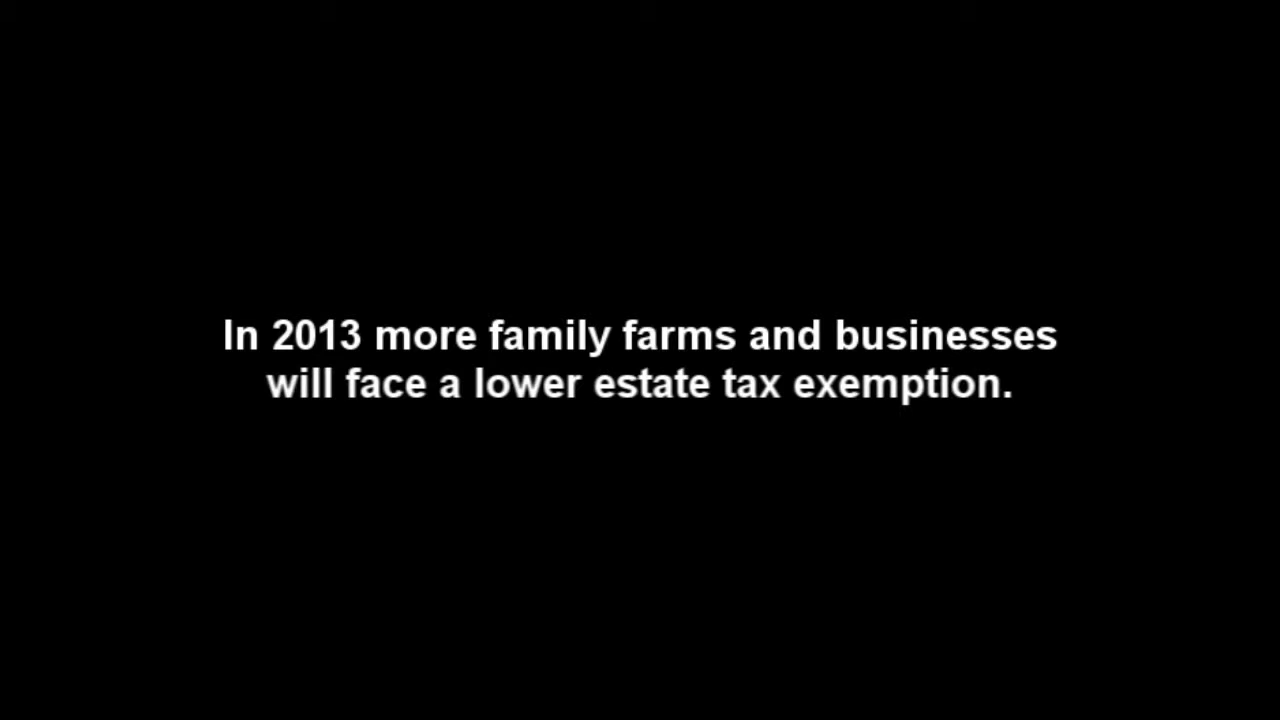 In 2013 more family farms and businesses
will face a lower estate tax exemption.